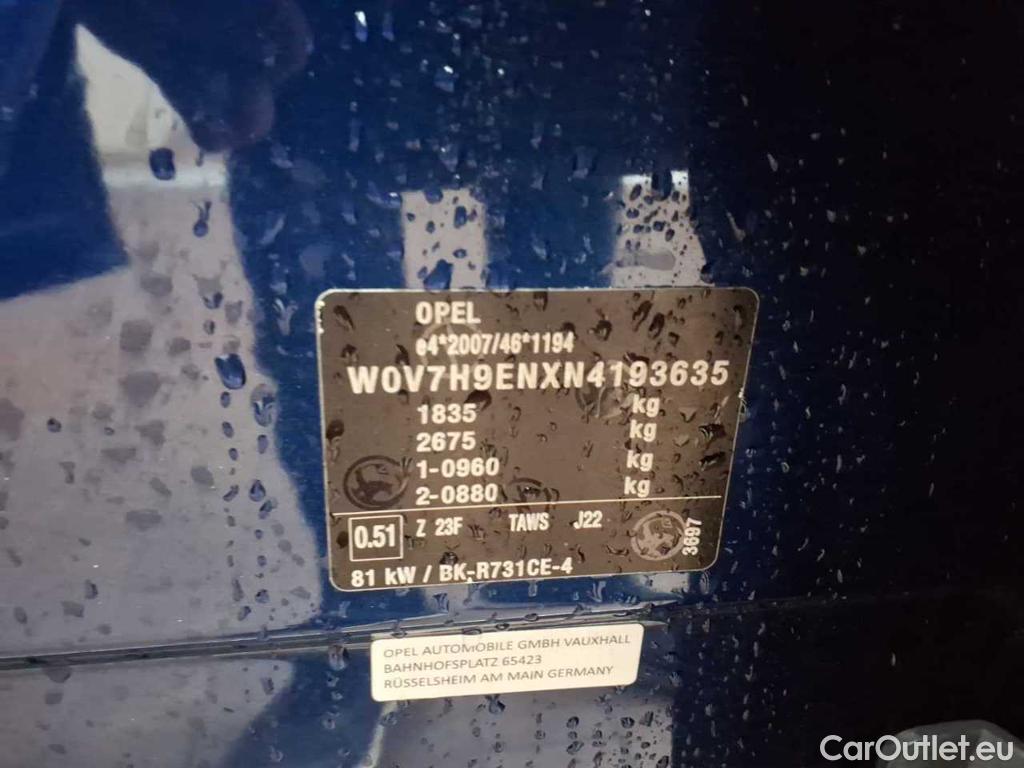 OPEL
e4*2007/46*1194
W0V7H9ENXN4193635
1835 kg
2675 kg
1-0960 kg
2-0880 kg
0.51 Z 23F TAWS J22 3697
81 kW / BK-R731CE-4
OPEL AUTOMOBILE GMBH VAUXHALL
BAHNHOFSPLATZ 65423
RÜSSELSHEIM AM MAIN GERMANY
CarOutlet.eu